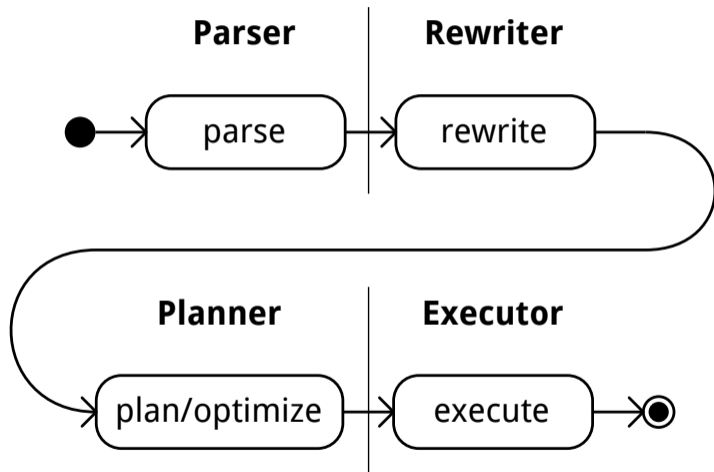 Parser Rewriter
parse rewrite
Planner Executor
plan/optimize execute